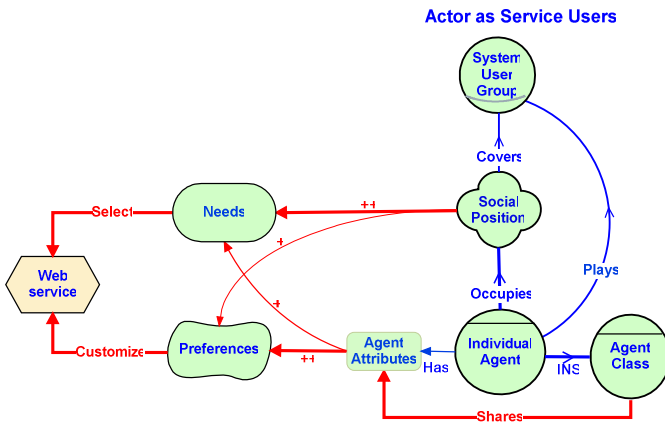 Actor as Service Users
System
User
Group
Covers
Select
Needs
++
Social
Position
+
Web
service
Plays
Occupies
+
Customize
Preferences
++
Agent
Attributes
Has
Individual
Agent
INS
Agent
Class
Shares